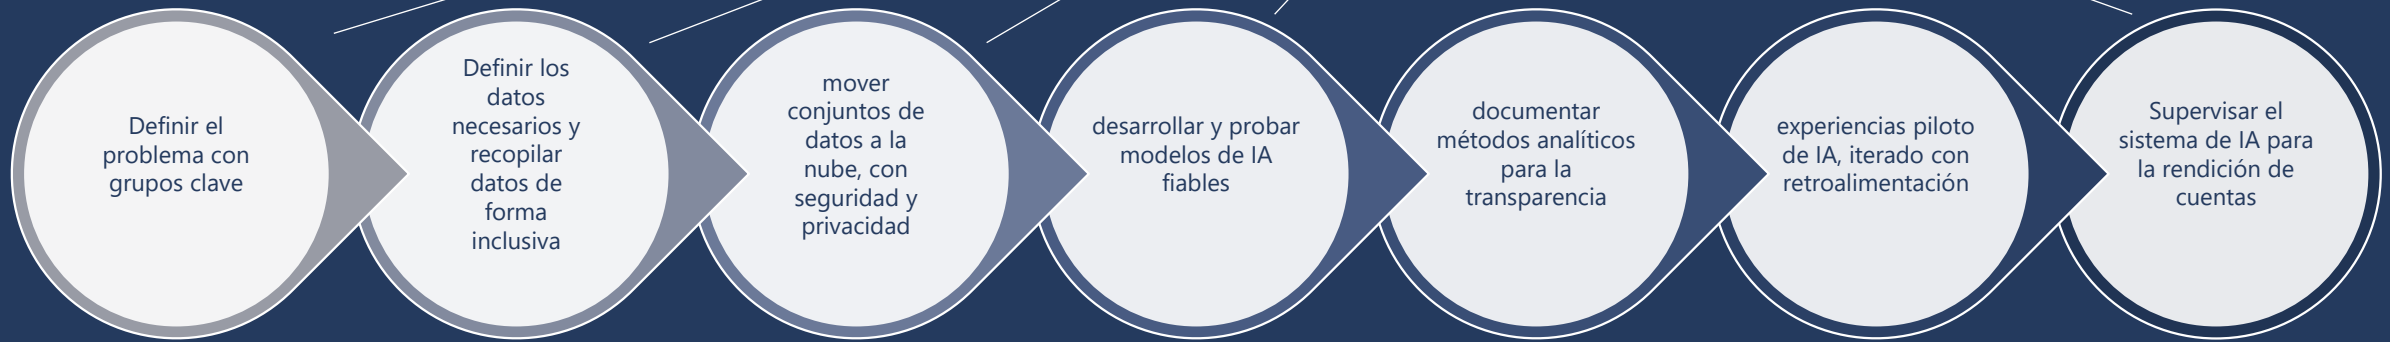 Definir el
problema con
grupos clave
Definir los
datos
necesarios y
recopilar
datos de
forma
inclusiva
mover
conjuntos de
datos a la
nube, con
seguridad y
privacidad
desarrollar y probar
modelos de IA
fiables
documentar
métodos analíticos
para la
transparencia
experiencias piloto
de IA, iterado con
retroalimentación
Supervisar el
sistema de IA para
la rendición de
cuentas